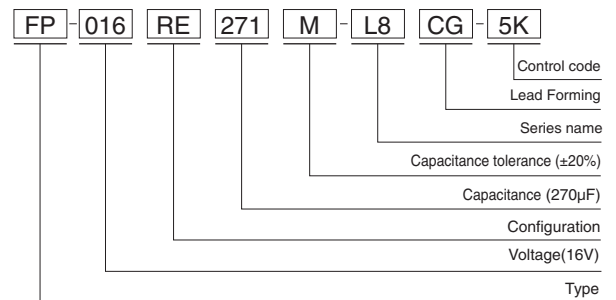 FP-016 RE 271 M-L8 CG-5K
Control code
Lead Forming
Series name
Capacitance tolerance (±20%)
Capacitance (270µF)
Configuration
Voltage(16V)
Type